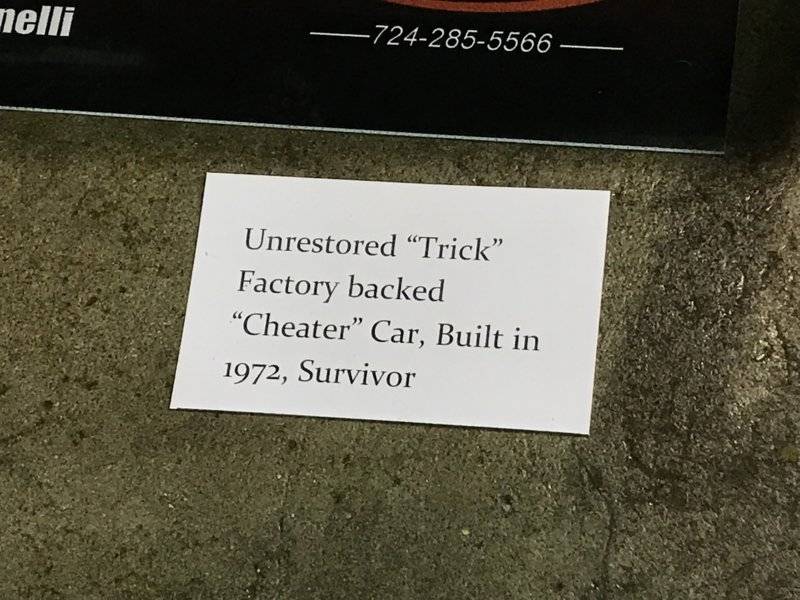 nelli
724-285-5566
Unrestored “Trick”
Factory backed
“Cheater” Car, Built in
1972, Survivor